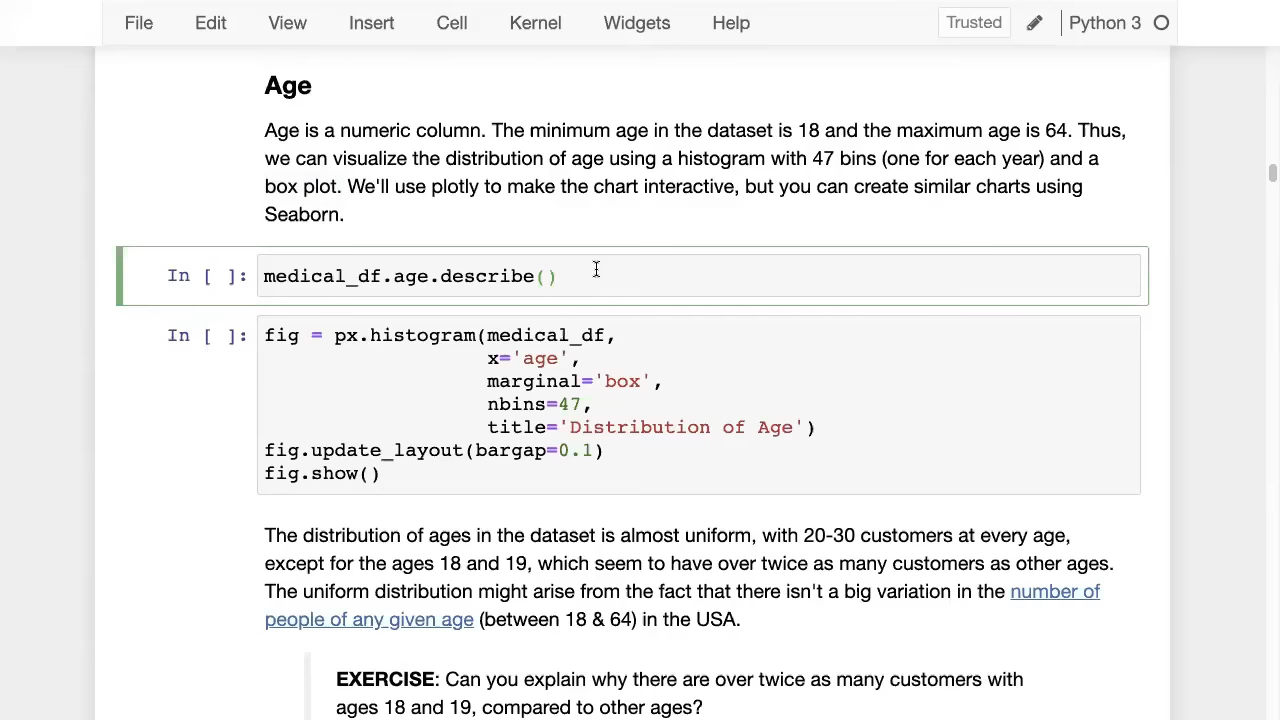 File Edit View Insert Cell Kernel Widgets Help Trusted Python 3
Age
Age is a numeric column. The minimum age in the dataset is 18 and the maximum age is 64. Thus,
we can visualize the distribution of age using a histogram with 47 bins (one for each year) and a
box plot. We'll use plotly to make the chart interactive, but you can create similar charts using
Seaborn.
In [ ]: medical_df.age.describe()
In [ ]: fig = px.histogram(medical_df,
x='age',
marginal='box',
nbins=47,
title='Distribution of Age')
fig.update_layout(bargap=0.1)
fig.show()
The distribution of ages in the dataset is almost uniform, with 20-30 customers at every age,
except for the ages 18 and 19, which seem to have over twice as many customers as other ages.
The uniform distribution might arise from the fact that there isn't a big variation in the number of
people of any given age (between 18 & 64) in the USA.
EXERCISE: Can you explain why there are over twice as many customers with
ages 18 and 19, compared to other ages?